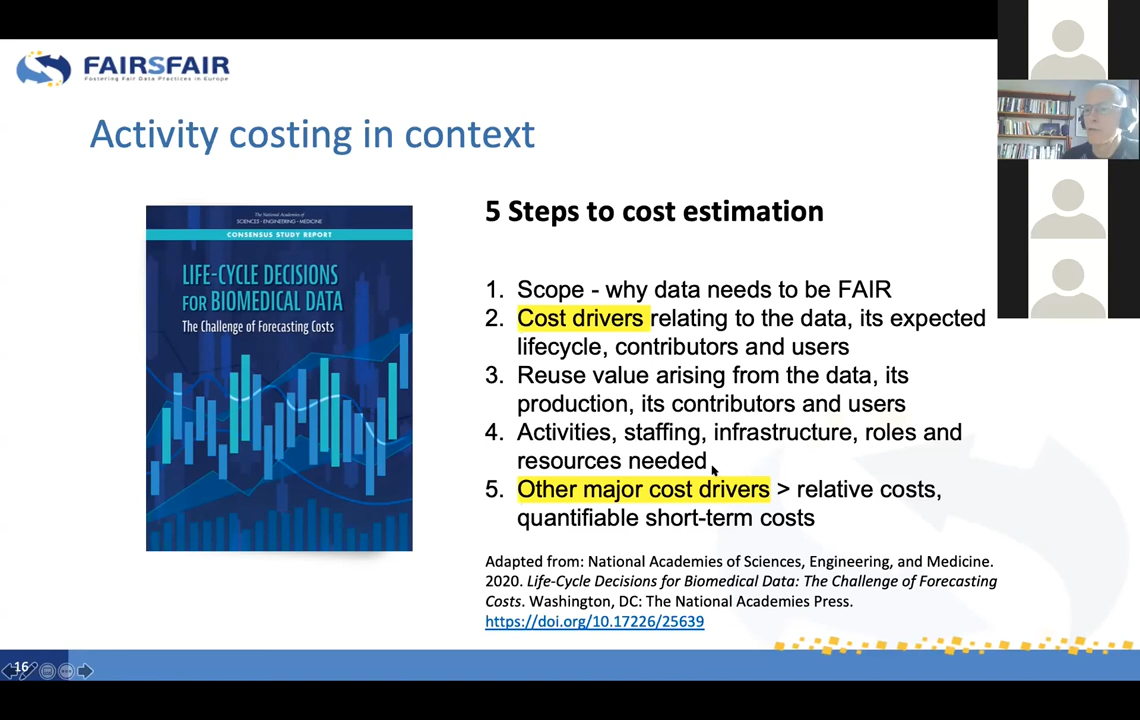 FAIRSFAIR
Fostering Fair Data Practices in Europe
Activity costing in context
The National Academies of
SCIENCES • ENGINEERING • MEDICINE
CONSENSUS STUDY REPORT
LIFE-CYCLE DECISIONS
FOR BIOMEDICAL DATA
The Challenge of Forecasting Costs
5 Steps to cost estimation
1. Scope - why data needs to be FAIR
2. Cost drivers relating to the data, its expected
lifecycle, contributors and users
3. Reuse value arising from the data, its
production, its contributors and users
4. Activities, staffing, infrastructure, roles and
resources needed
5. Other major cost drivers > relative costs,
quantifiable short-term costs
Adapted from: National Academies of Sciences, Engineering, and Medicine.
2020. Life-Cycle Decisions for Biomedical Data: The Challenge of Forecasting
Costs. Washington, DC: The National Academies Press.
https://doi.org/10.17226/25639
16